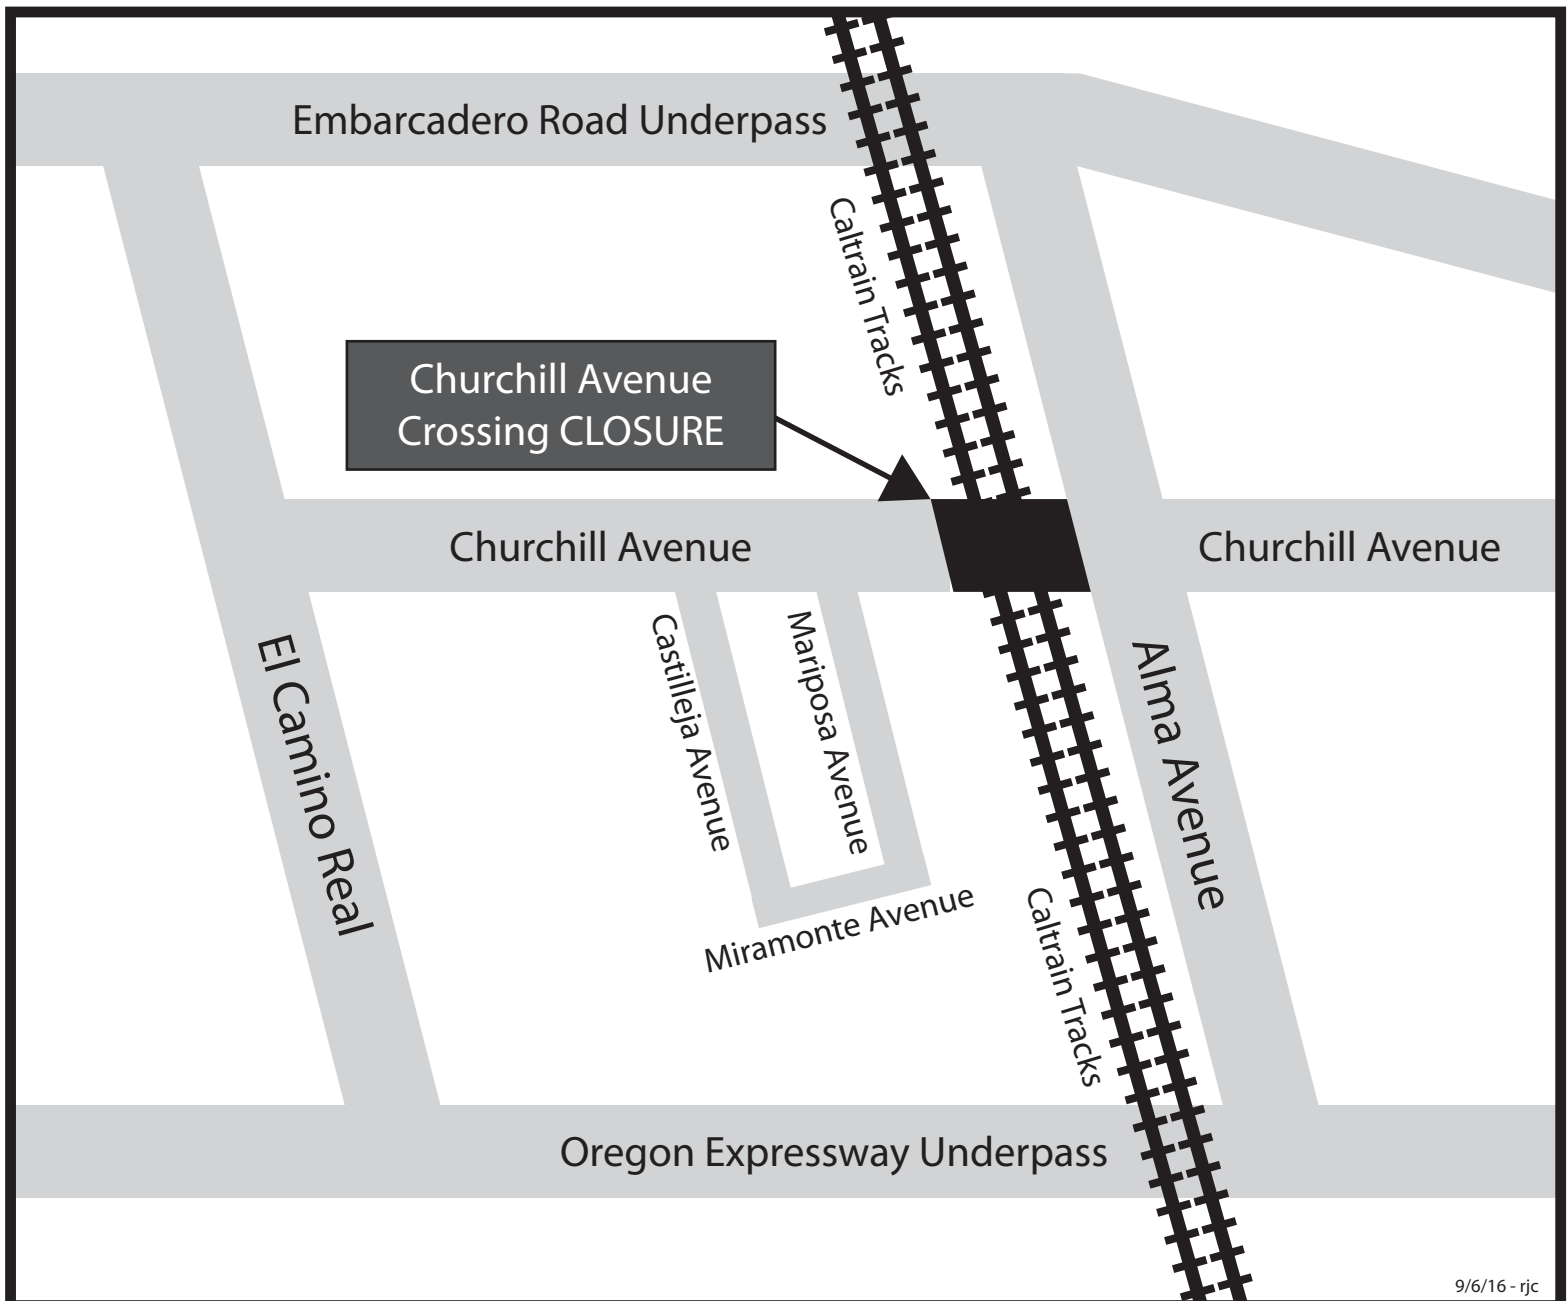 Embarcadero Road Underpass
Caltrain Tracks
Churchill Avenue
Crossing CLOSURE
Churchill Avenue
Churchill Avenue
El Camino Real
Castilleja Avenue
Mariposa Avenue
Alma Avenue
Miramonte Avenue
Caltrain Tracks
Oregon Expressway Underpass
9/6/16 - rjc